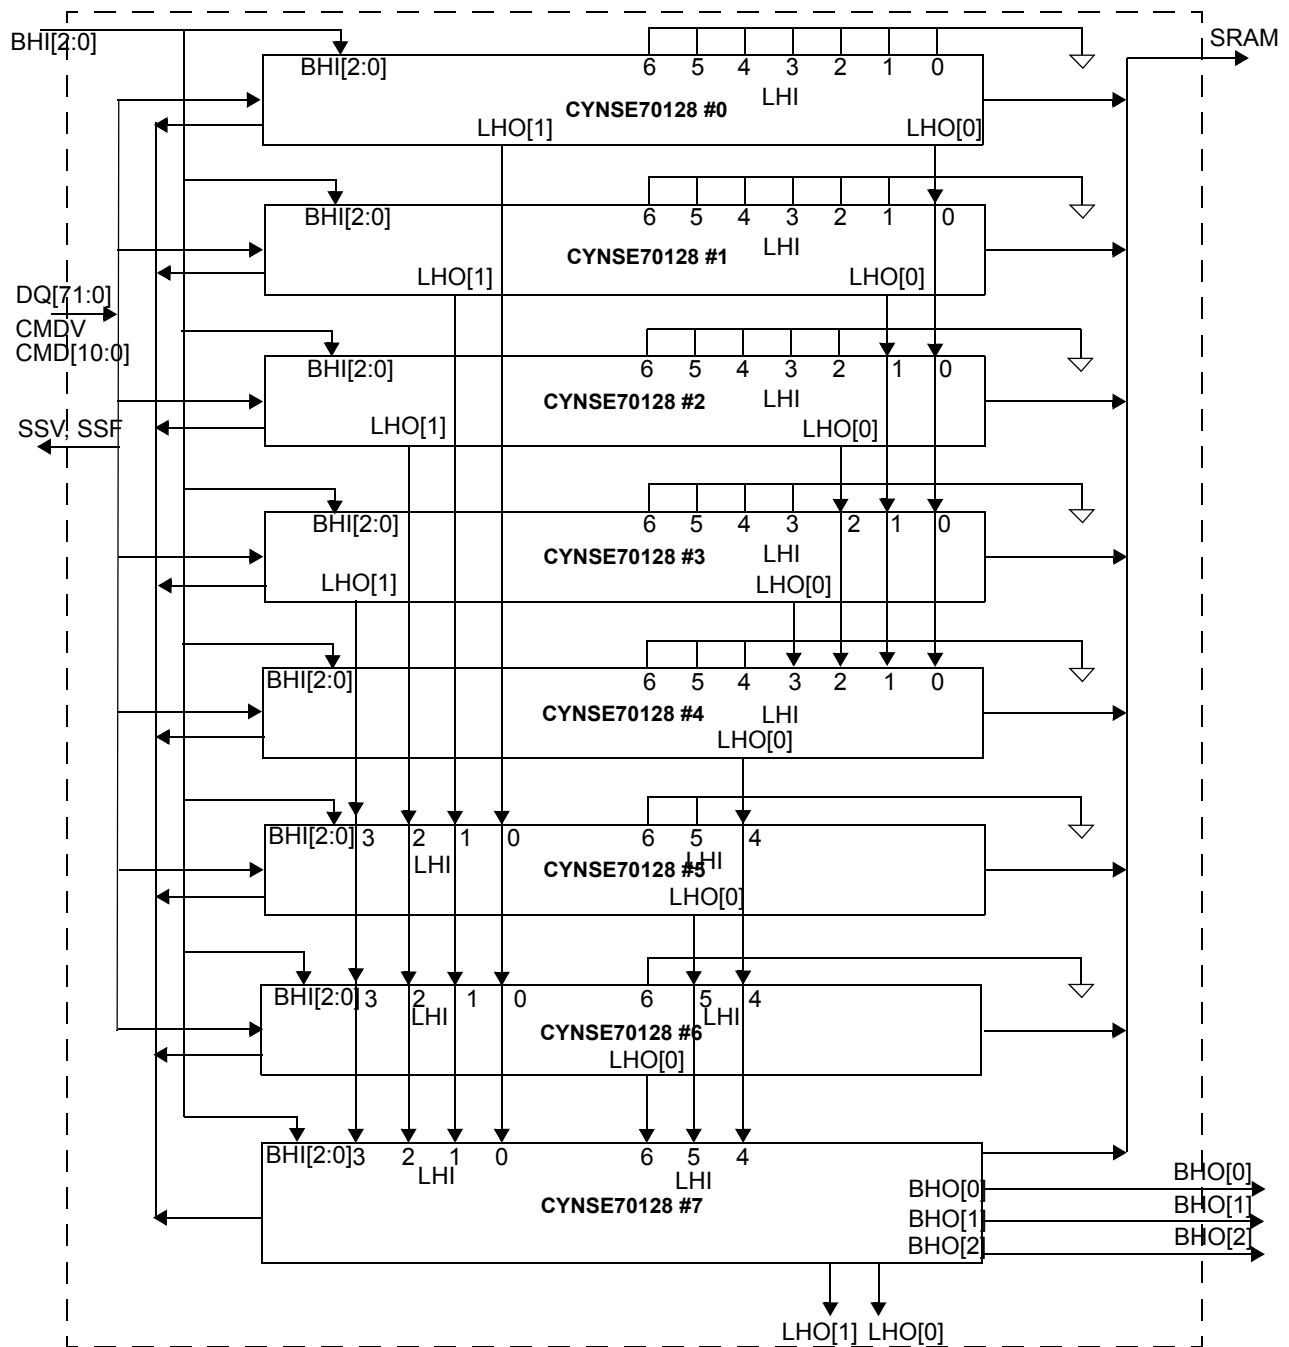 BHI[2:0]
SRAM
BHI[2:0]
6 5 4 3 2 1 0
LHI
CYNSE70128 #0
LHO[1]
LHO[0]
BHI[2:0]
6 5 4 3 2 1 0
LHI
CYNSE70128 #1
LHO[1]
LHO[0]
DQ[71:0]
CMDV
CMD[10:0]
BHI[2:0]
6 5 4 3 2 1 0
LHI
CYNSE70128 #2
LHO[1]
LHO[0]
SSV, SSF
BHI[2:0]
6 5 4 3 2 1 0
LHI
CYNSE70128 #3
LHO[1]
LHO[0]
BHI[2:0]
6 5 4 3 2 1 0
LHI
CYNSE70128 #4
LHO[0]
BHI[2:0] 3 2 1 0 6 5 4
LHI
LHI
CYNSE70128 #5
LHO[0]
BHI[2:0] 3 2 1 0 6 5 4
LHI
LHI
CYNSE70128 #6
LHO[0]
BHI[2:0] 3 2 1 0 6 5 4
LHI
LHI
CYNSE70128 #7
BHO[0]
BHO[0]
BHO[1]
BHO[1]
BHO[2]
BHO[2]
LHO[1] LHO[0]